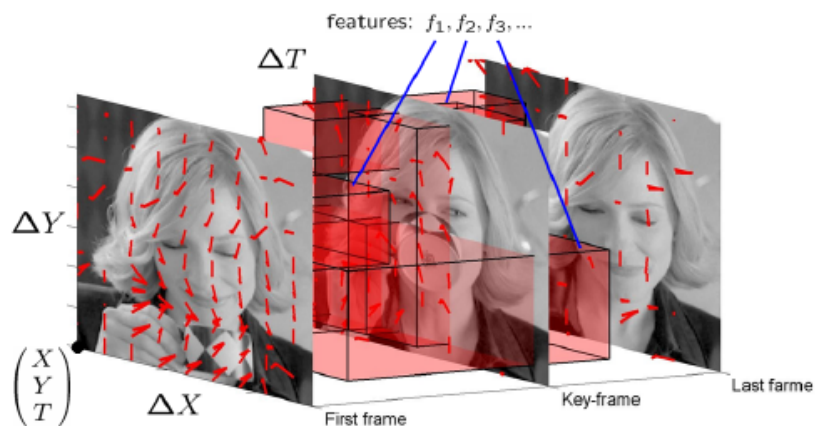 features: f₁, f₂, f₃, ...
ΔT
ΔY
(X
Y
T)
ΔX
First frame
Key-frame
Last farme